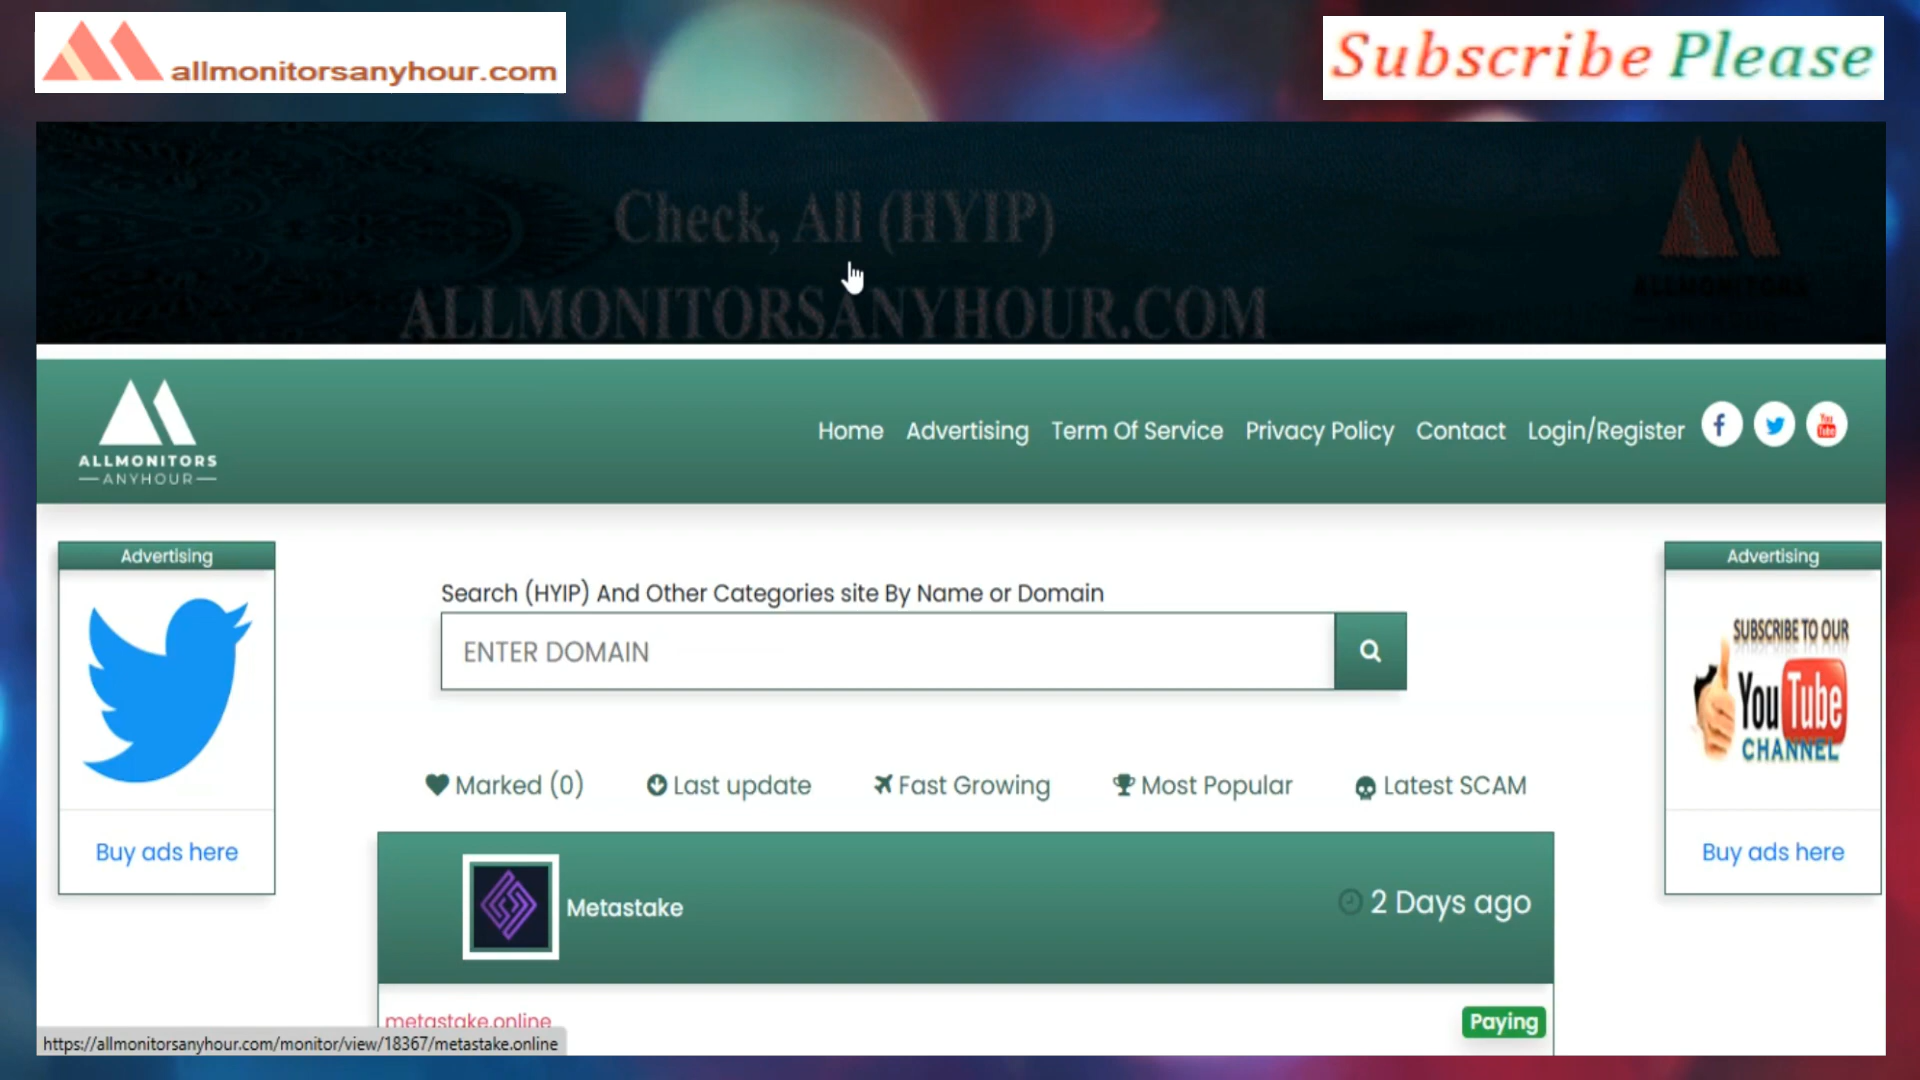 allmonitorsanyhour.com
Subscribe Please
Check, All (HYIP)
ALLMONITORSANYHOUR.COM
ALLMONITORS
ALLMONITORS
ANYHOUR
Home Advertising Term Of Service Privacy Policy Contact Login/Register
You
Tube
Advertising
Buy ads here
Search (HYIP) And Other Categories site By Name or Domain
ENTER DOMAIN
Marked (0) Last update Fast Growing Most Popular Latest SCAM
Metastake
2 Days ago
metastake.online
Paying
Advertising
SUBSCRIBE TO OUR
YouTube
CHANNEL
Buy ads here
https://allmonitorsanyhour.com/monitor/view/18367/metastake.online